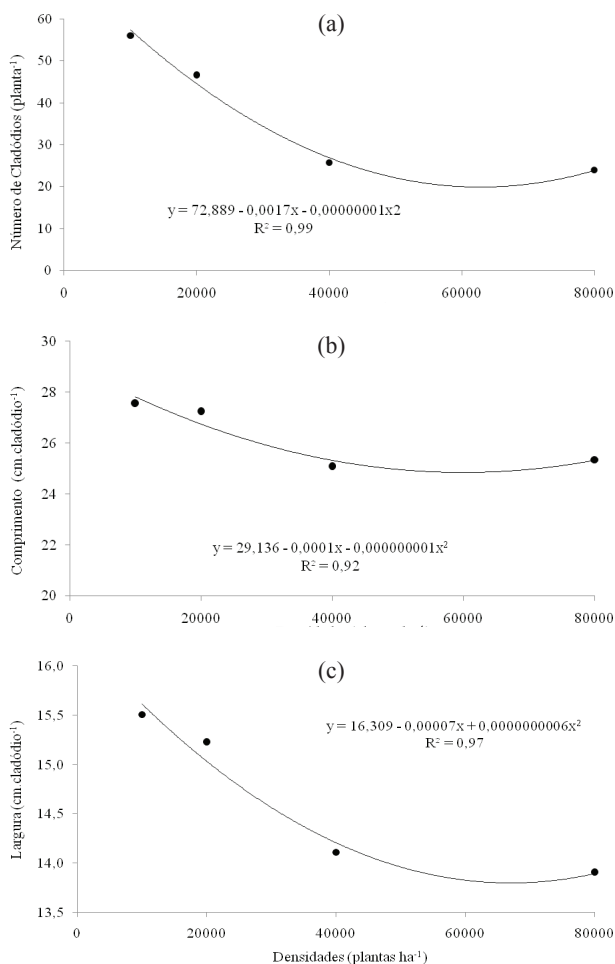 (a)
60
50
40
30
20
10
0
Número de Cladódios (planta⁻¹)
y = 72,889 - 0,0017x - 0,00000001x2
R² = 0,99
0 20000 40000 60000 80000
(b)
30
28
26
24
22
20
Comprimento (cm.cladódio⁻¹)
y = 29,136 - 0,0001x - 0,000000001x²
R² = 0,92
0 20000 40000 60000 80000
(c)
16,0
15,5
15,0
14,5
14,0
13,5
Largura (cm.cladódio⁻¹)
y = 16,309 - 0,00007x + 0,0000000006x²
R² = 0,97
0 20000 40000 60000 80000
Densidades (plantas ha⁻¹)